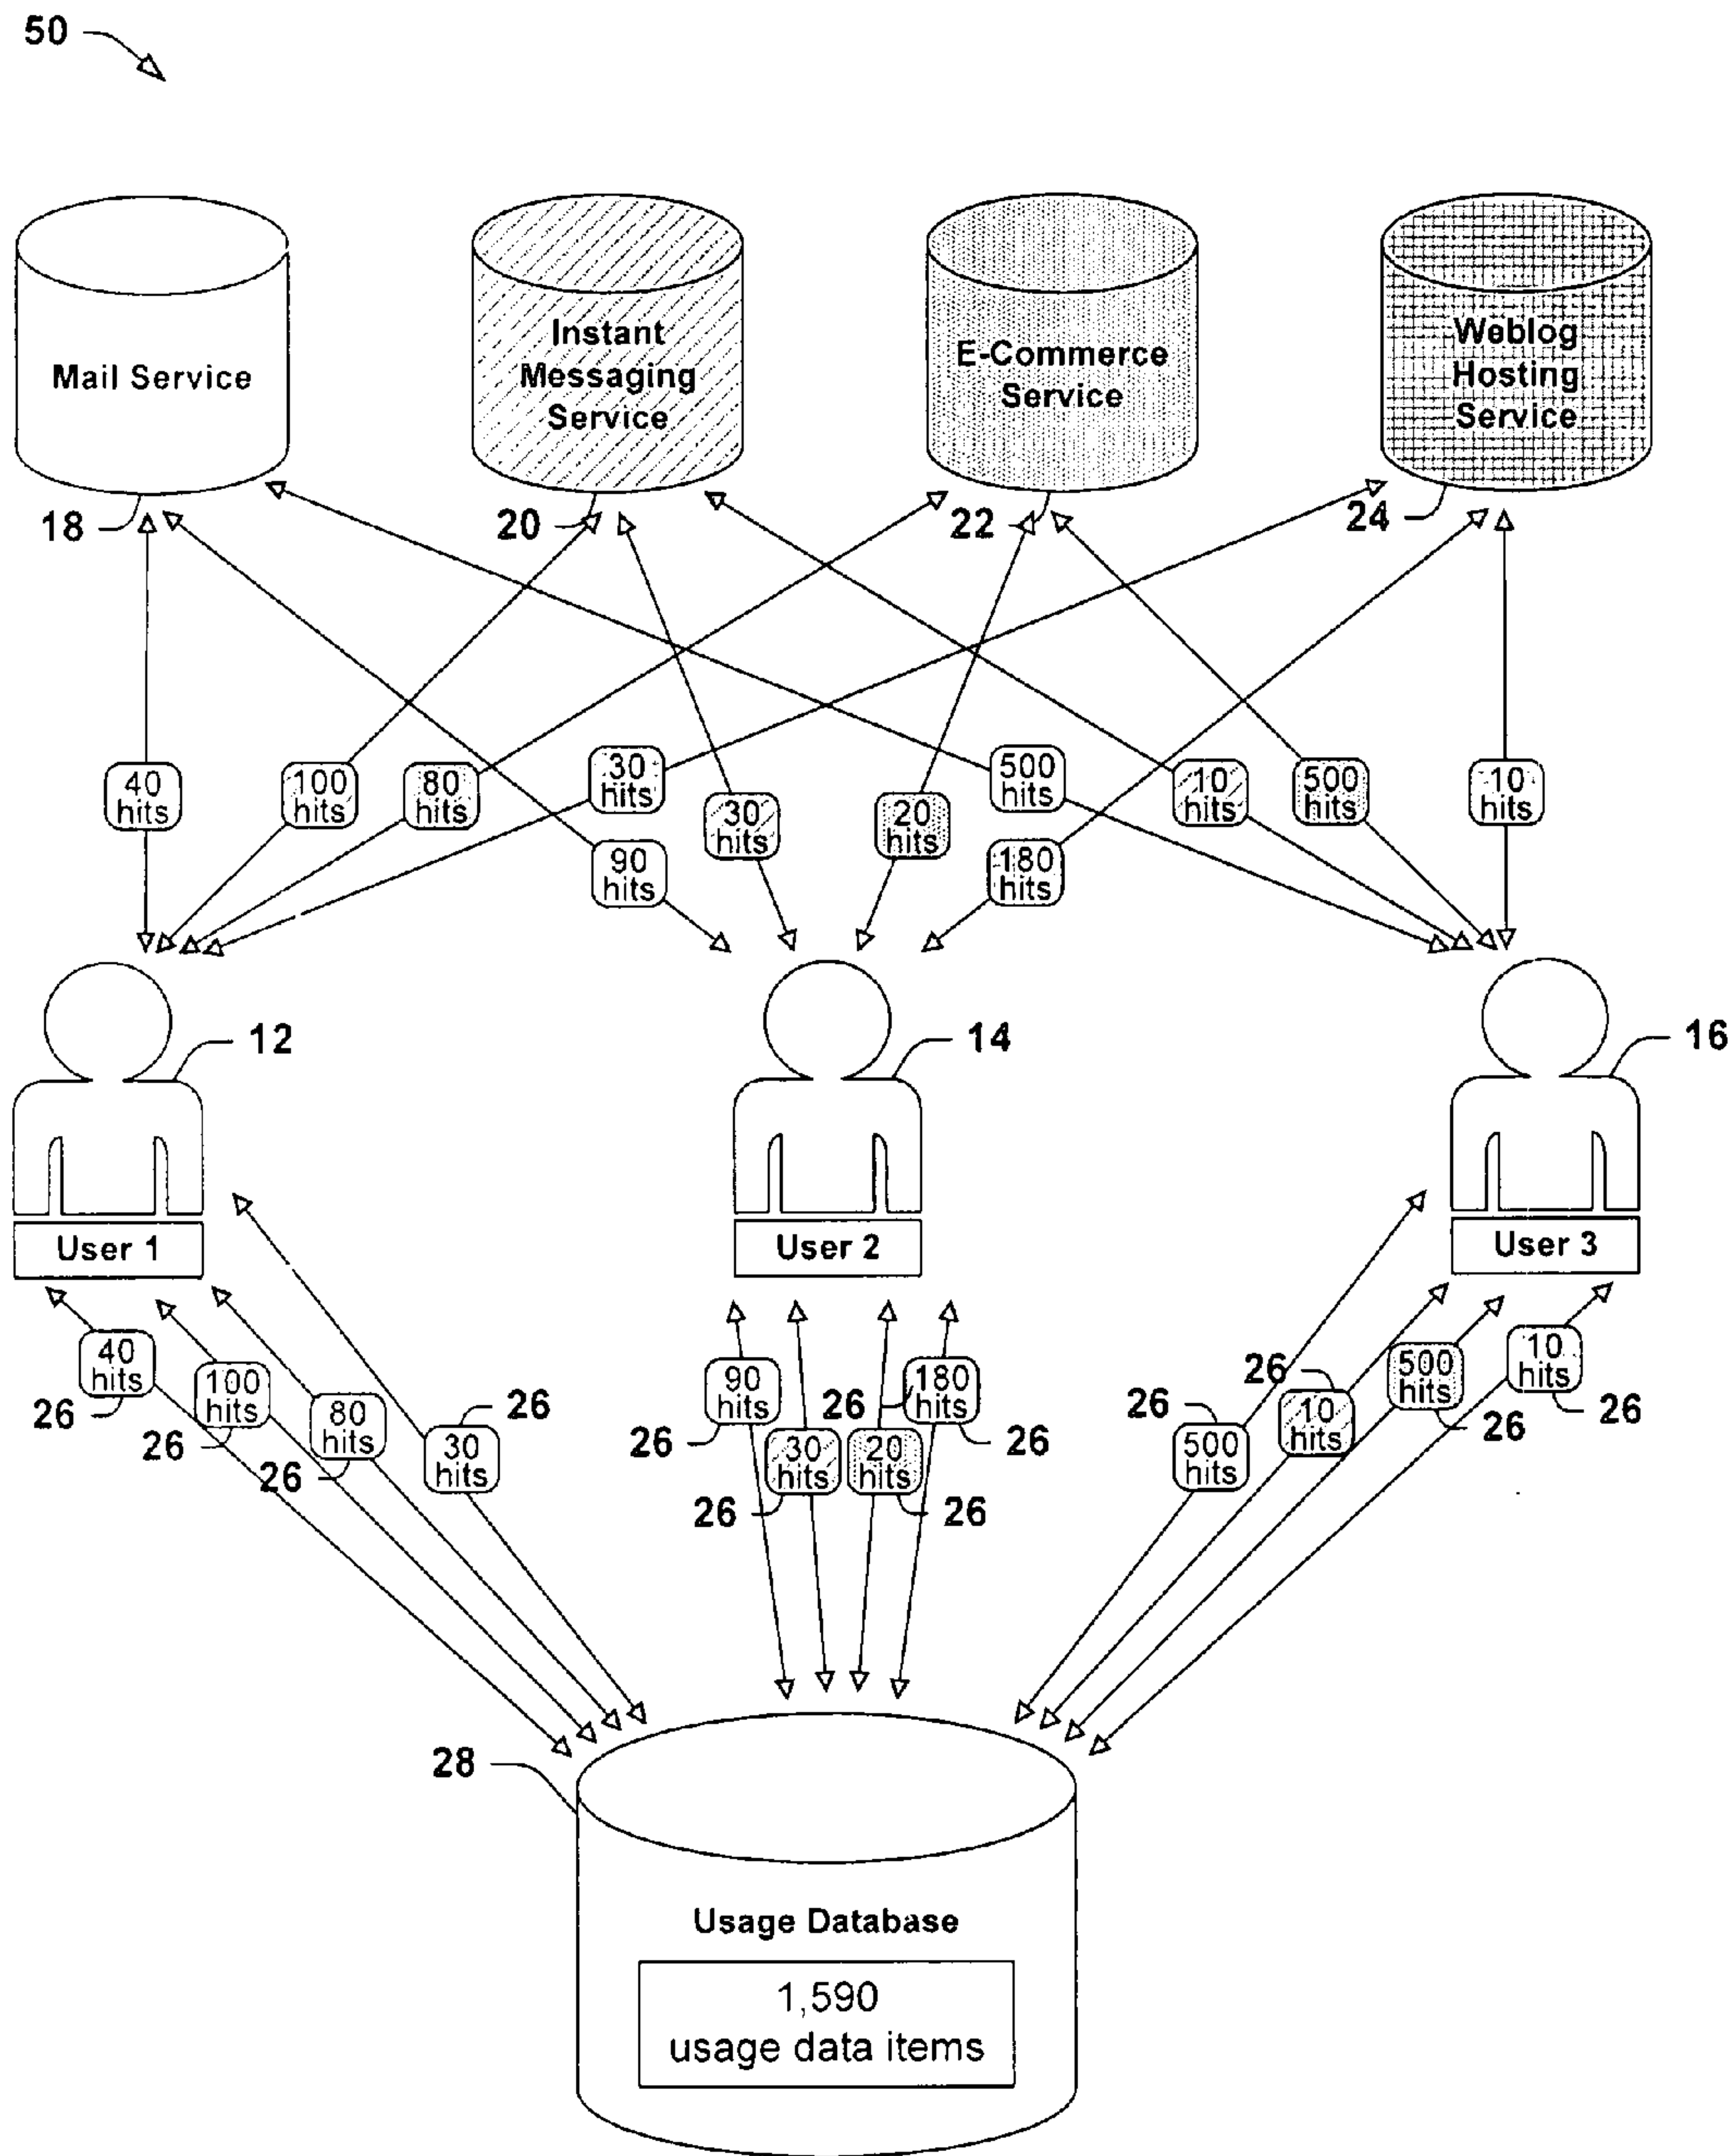 50
Mail Service
Instant
Messaging
Service
E-Commerce
Service
Weblog
Hosting
Service
18
20
22
24
40
hits
100
hits
80
hits
30
hits
90
hits
30
hits
20
hits
500
hits
180
hits
10
hits
500
hits
10
hits
12
14
16
User 1
User 2
User 3
40
hits
26
100
hits
26
80
hits
26
30
hits
26
90
hits
26
30
hits
26
20
hits
26
26
180
hits
26
500
hits
26
10
hits
26
500
hits
26
10
hits
26
28
Usage Database
1,590
usage data items